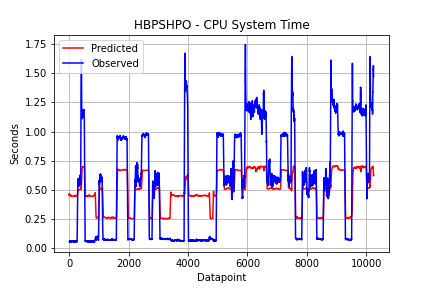 HBPSHPO - CPU System Time
Predicted
Observed
1.75
1.50
1.25
1.00
0.75
0.50
0.25
0.00
Seconds
0 2000 4000 6000 8000 10000
Datapoint